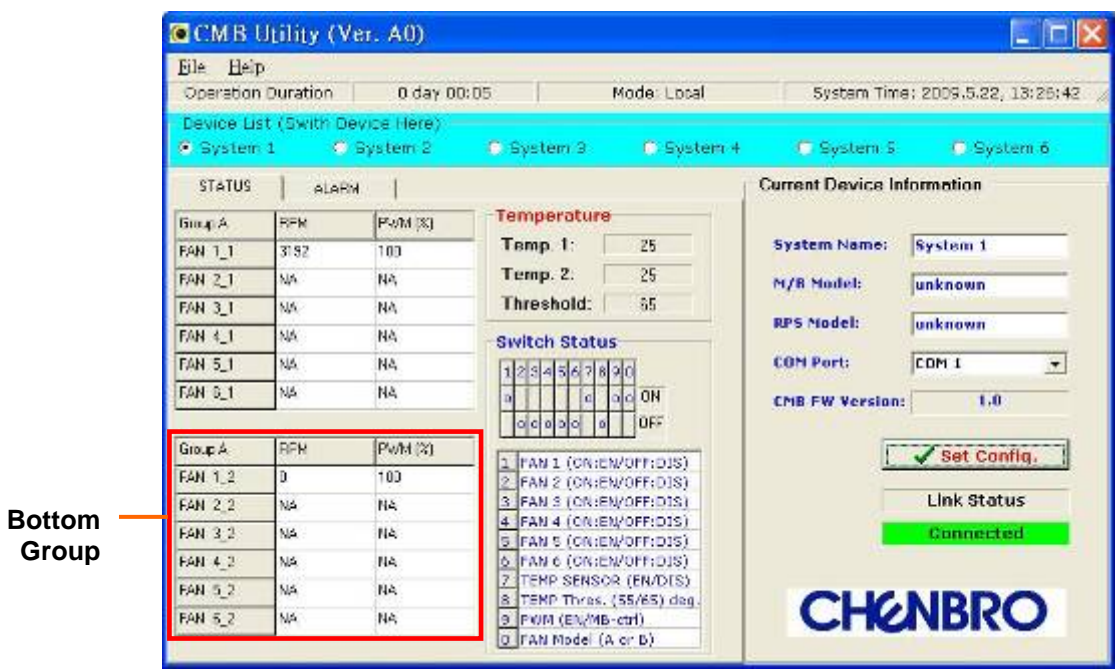 CMB Utility (Ver. A0)
File Help
Operation Duration 0 day 00:05 Mode: Local System Time: 2009.5.22, 13:26:42
Device List (Swith Device Here)
System 1 System 2 System 3 System 4 System 5 System 6
STATUS ALARM
Group A RPM PWM (%)
FAN 1_1 3192 100
FAN 2_1 NA NA
FAN 3_1 NA NA
FAN 4_1 NA NA
FAN 5_1 NA NA
FAN 6_1 NA NA
Group A RPM PWM (%)
FAN 1_2 0 100
FAN 2_2 NA NA
FAN 3_2 NA NA
FAN 4_2 NA NA
FAN 5_2 NA NA
FAN 6_2 NA NA
Bottom
Group
Temperature
Temp. 1: 25
Temp. 2: 25
Threshold: 65
Switch Status
1 2 3 4 5 6 7 8 9 0
o o o o ON
o o o o o o OFF
1 FAN 1 (ON:EN/OFF:DIS)
2 FAN 2 (ON:EN/OFF:DIS)
3 FAN 3 (ON:EN/OFF:DIS)
4 FAN 4 (ON:EN/OFF:DIS)
5 FAN 5 (ON:EN/OFF:DIS)
6 FAN 6 (ON:EN/OFF:DIS)
7 TEMP SENSOR (EN/DIS)
8 TEMP Thres. (55/65) deg.
9 PWM (EN/MB-ctrl)
0 FAN Model (A or B)
Current Device Information
System Name: System 1
M/B Model: unknown
RPS Model: unknown
COM Port: COM 1
CMB FW Version: 1.0
Set Config.
Link Status
Connected
CHENBRO